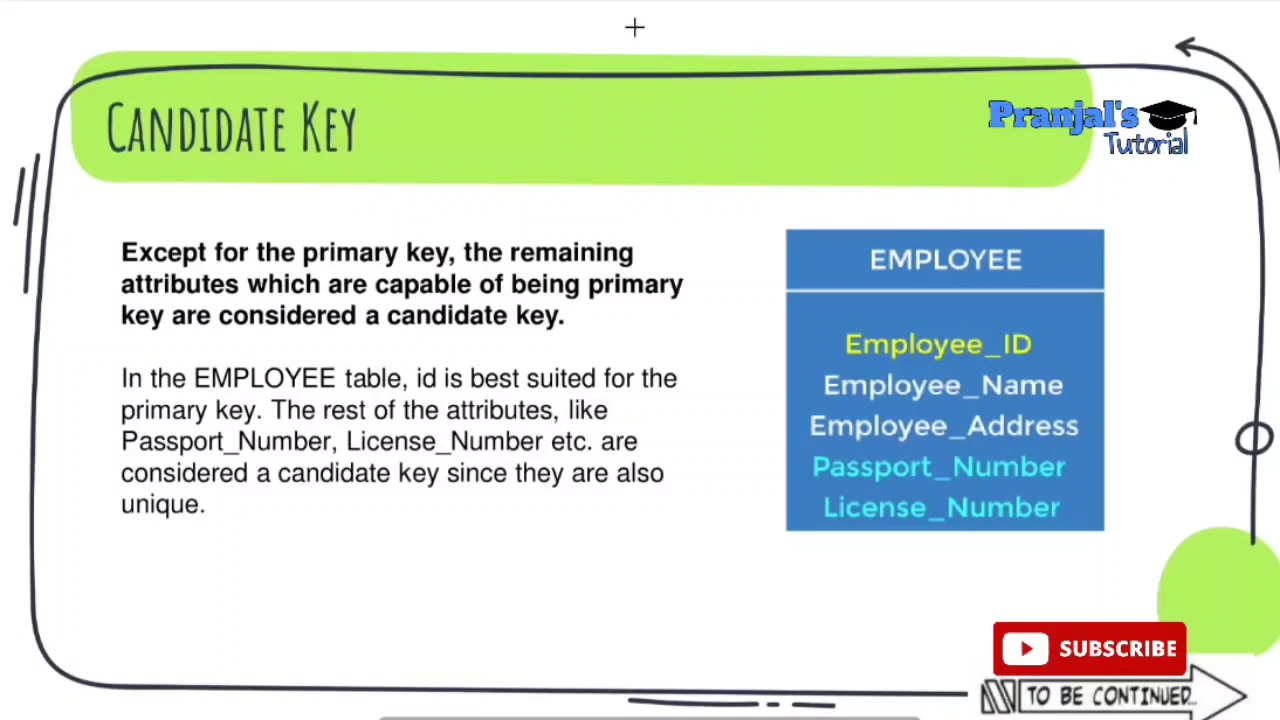 CANDIDATE KEY
Pranjal's
Tutorial
Except for the primary key, the remaining
attributes which are capable of being primary
key are considered a candidate key.
In the EMPLOYEE table, id is best suited for the
primary key. The rest of the attributes, like
Passport_Number, License_Number etc. are
considered a candidate key since they are also
unique.
EMPLOYEE
Employee_ID
Employee_Name
Employee_Address
Passport_Number
License_Number
SUBSCRIBE
TO BE CONTINUED...